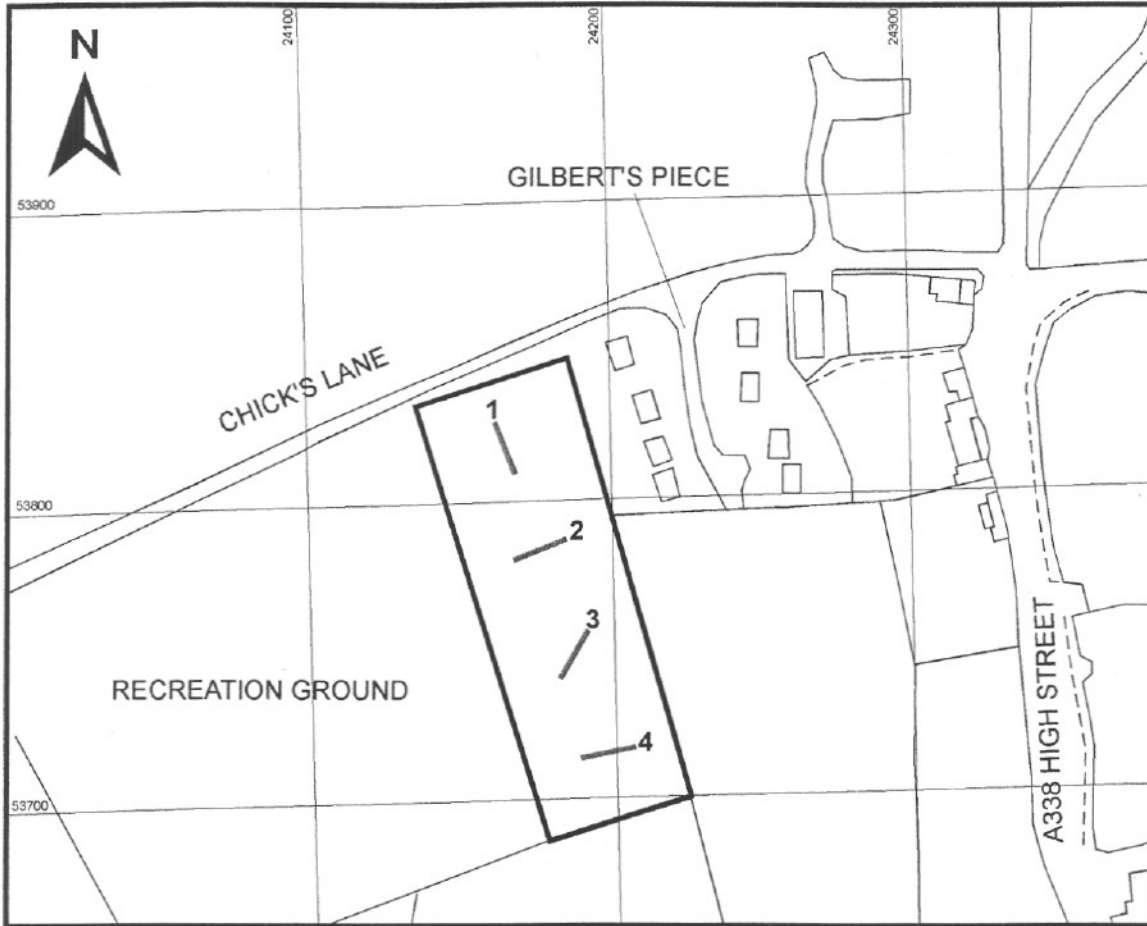 24100
24200
24300
N
GILBERT'S PIECE
53900
CHICK'S LANE
1
53800
2
3
RECREATION GROUND
A338 HIGH STREET
4
53700